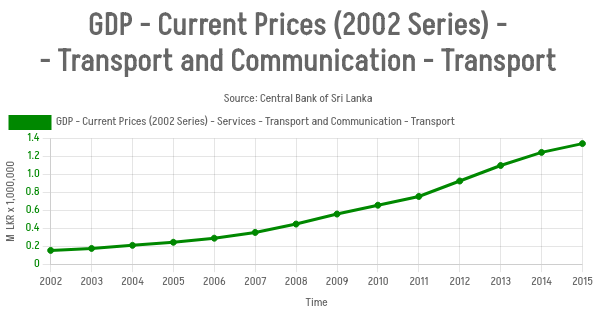 GDP - Current Prices (2002 Series) -
- Transport and Communication - Transport
Source: Central Bank of Sri Lanka
GDP - Current Prices (2002 Series) - Services - Transport and Communication - Transport
M LKR x 1,000,000
1.4
1.2
1.0
0.8
0.6
0.4
0.2
0
2002 2003 2004 2005 2006 2007 2008 2009 2010 2011 2012 2013 2014 2015
Time